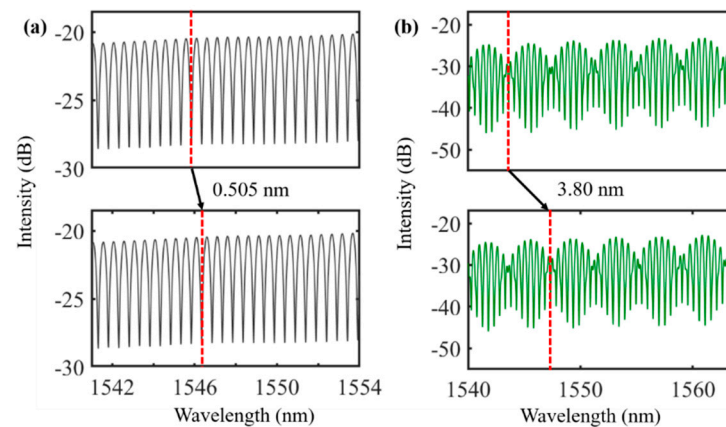 (a)
(b)
-20
-25
-30
-20
-30
-40
-50
0.505 nm
3.80 nm
Intensity (dB)
Intensity (dB)
-20
-25
-30
-20
-30
-40
-50
1542 1546 1550 1554
1540 1550 1560
Wavelength (nm)
Wavelength (nm)